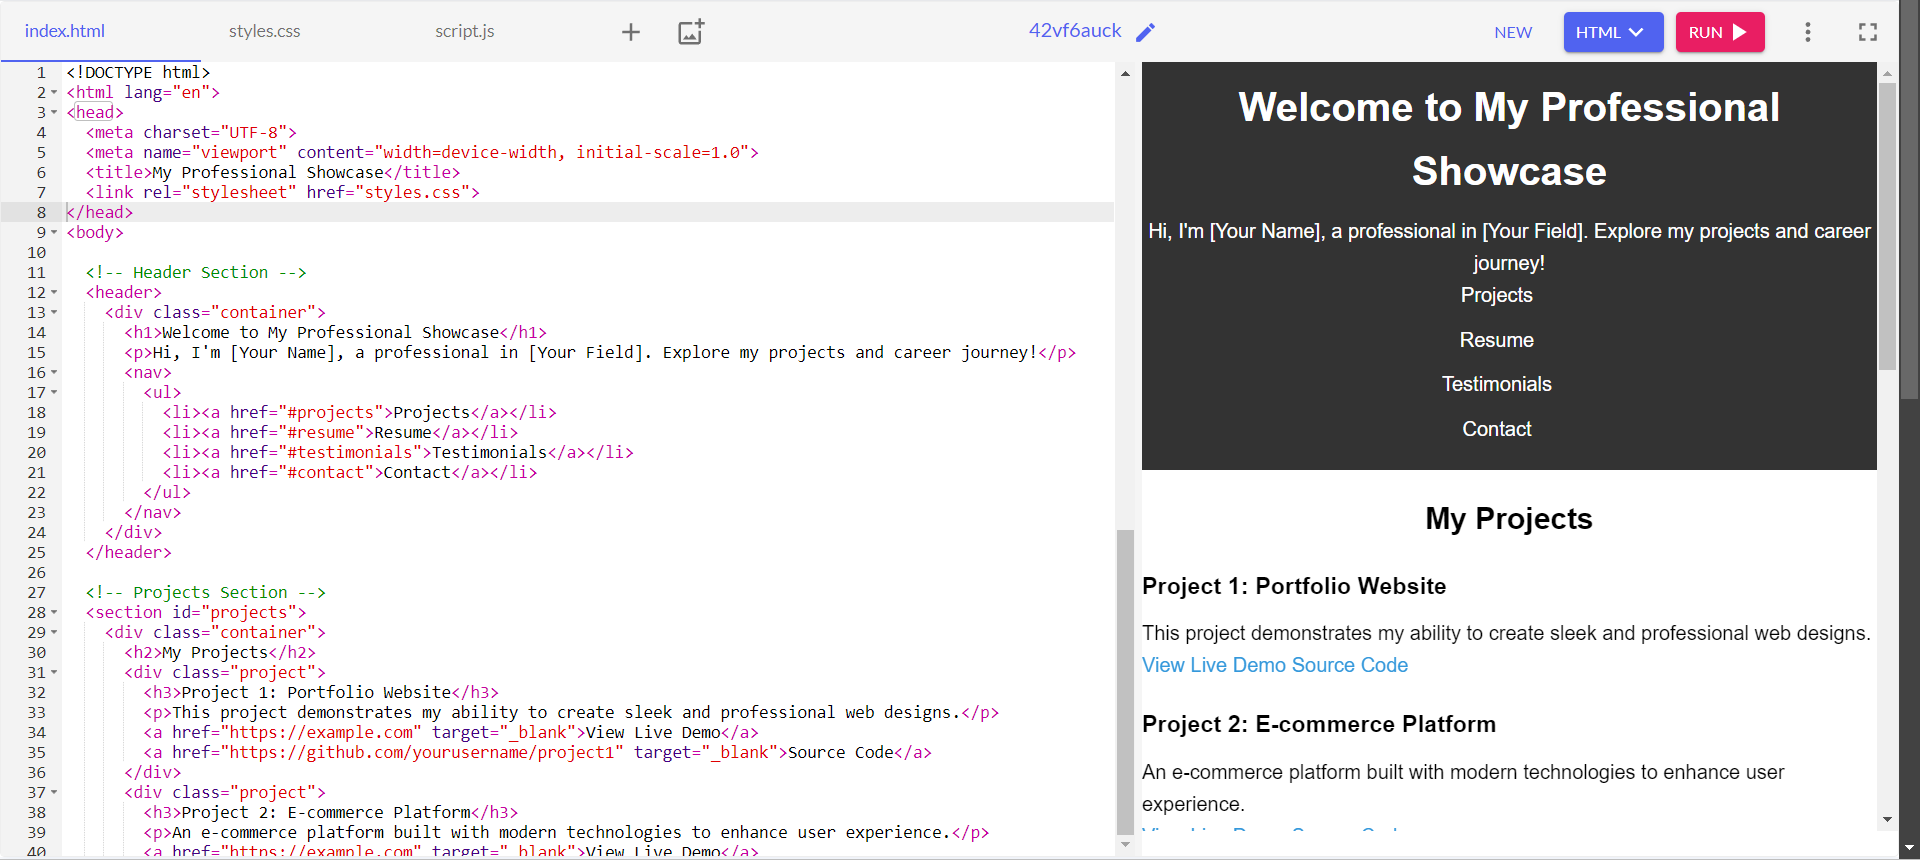 index.html styles.css script.js 42vf6auck NEW HTML RUN
1 <!DOCTYPE html>
2 <html lang="en">
3 <head>
4 <meta charset="UTF-8">
5 <meta name="viewport" content="width=device-width, initial-scale=1.0">
6 <title>My Professional Showcase</title>
7 <link rel="stylesheet" href="styles.css">
8 </head>
9 <body>
10
11 <!-- Header Section -->
12 <header>
13 <div class="container">
14 <h1>Welcome to My Professional Showcase</h1>
15 <p>Hi, I'm [Your Name], a professional in [Your Field]. Explore my projects and career journey!</p>
16 <nav>
17 <ul>
18 <li><a href="#projects">Projects</a></li>
19 <li><a href="#resume">Resume</a></li>
20 <li><a href="#testimonials">Testimonials</a></li>
21 <li><a href="#contact">Contact</a></li>
22 </ul>
23 </nav>
24 </div>
25 </header>
26
27 <!-- Projects Section -->
28 <section id="projects">
29 <div class="container">
30 <h2>My Projects</h2>
31 <div class="project">
32 <h3>Project 1: Portfolio Website</h3>
33 <p>This project demonstrates my ability to create sleek and professional web designs.</p>
34 <a href="https://example.com" target="_blank">View Live Demo</a>
35 <a href="https://github.com/yourusername/project1" target="_blank">Source Code</a>
36 </div>
37 <div class="project">
38 <h3>Project 2: E-commerce Platform</h3>
39 <p>An e-commerce platform built with modern technologies to enhance user experience.</p>
40 <a href="https://example.com" target="_blank">View Live Demo</a>
Welcome to My Professional
Showcase
Hi, I'm [Your Name], a professional in [Your Field]. Explore my projects and career
journey!
Projects
Resume
Testimonials
Contact
My Projects
Project 1: Portfolio Website
This project demonstrates my ability to create sleek and professional web designs.
View Live Demo Source Code
Project 2: E-commerce Platform
An e-commerce platform built with modern technologies to enhance user
experience.